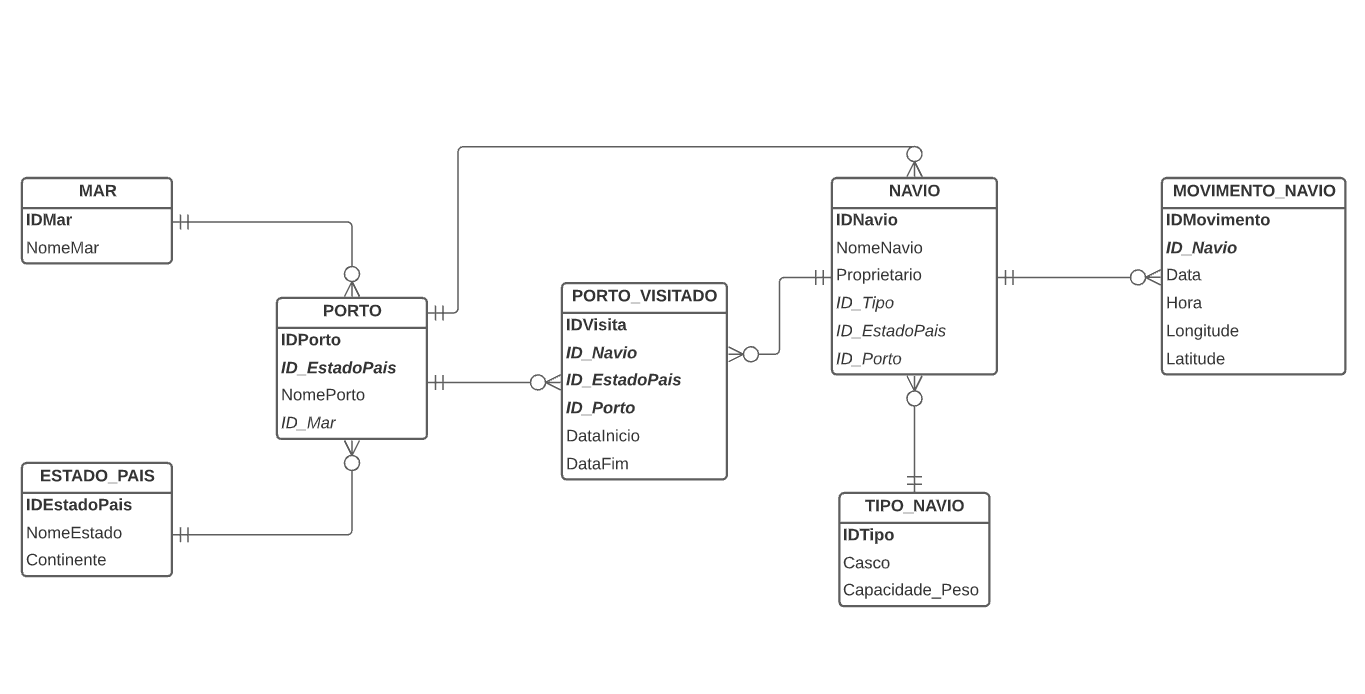 MAR
IDMar
NomeMar
PORTO
IDPorto
ID_EstadoPais
NomePorto
ID_Mar
ESTADO_PAIS
IDEstadoPais
NomeEstado
Continente
PORTO_VISITADO
IDVisita
ID_Navio
ID_EstadoPais
ID_Porto
DataInicio
DataFim
NAVIO
IDNavio
NomeNavio
Proprietario
ID_Tipo
ID_EstadoPais
ID_Porto
TIPO_NAVIO
IDTipo
Casco
Capacidade_Peso
MOVIMENTO_NAVIO
IDMovimento
ID_Navio
Data
Hora
Longitude
Latitude